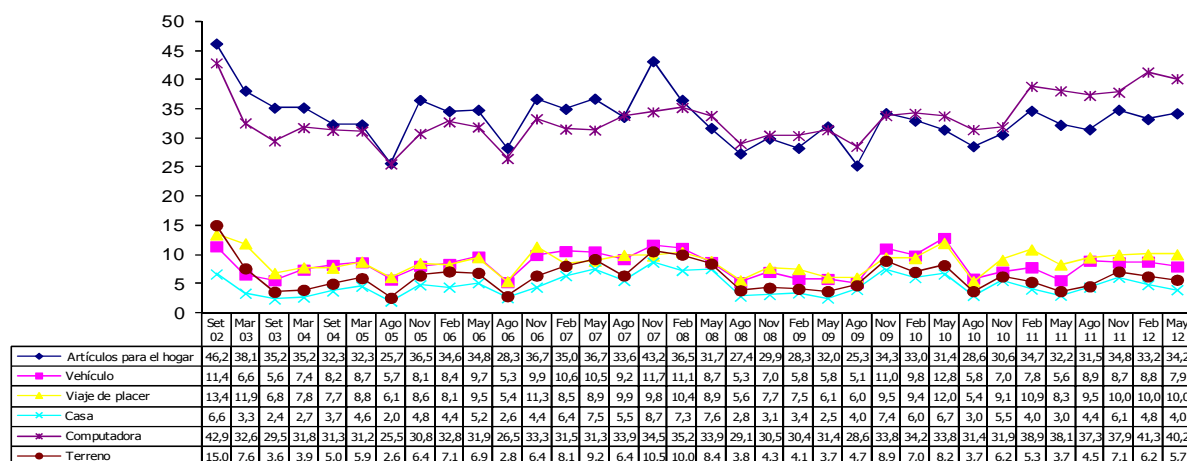 50
45
40
35
30
25
20
15
10
5
0
Set Mar Set Mar Set Mar Ago Nov Feb May Ago Nov Feb May Ago Nov Feb May Ago Nov Feb May Ago Nov Feb May Ago Nov Feb May Ago Nov Feb May
02 03 03 04 04 05 05 05 06 06 06 06 07 07 07 07 08 08 08 08 09 09 09 09 10 10 10 10 11 11 11 11 12 12
Artículos para el hogar 46,2 38,1 35,2 35,2 32,3 32,3 25,7 36,5 34,6 34,8 28,3 36,7 35,0 36,7 33,6 43,2 36,5 31,7 27,4 29,9 28,3 32,0 25,3 34,3 33,0 31,4 28,6 30,6 34,7 32,2 31,5 34,8 33,2 34,2
Vehículo 11,4 6,6 5,6 7,4 8,2 8,7 5,7 8,1 8,4 9,7 5,3 9,9 10,6 10,5 9,2 11,7 11,1 8,7 5,3 7,0 5,8 5,8 5,1 11,0 9,8 12,8 5,8 7,0 7,8 5,6 8,9 8,7 8,8 7,9
Viaje de placer 13,4 11,9 6,8 7,8 7,7 8,8 6,1 8,6 8,1 9,5 5,4 11,3 8,5 8,9 9,9 9,8 10,4 8,9 5,6 7,7 7,5 6,1 6,0 9,5 9,4 12,0 5,4 9,1 10,9 8,3 9,5 10,0 10,0 10,0
Casa 6,6 3,3 2,4 2,7 3,7 4,6 2,0 4,8 4,4 5,2 2,6 4,4 6,4 7,5 5,5 8,7 7,3 7,6 2,8 3,1 3,4 2,5 4,0 7,4 6,0 6,7 3,0 5,5 4,0 3,0 4,4 6,1 4,8 4,0
Computadora 42,9 32,6 29,5 31,8 31,3 31,2 25,5 30,8 32,8 31,9 26,5 33,3 31,5 31,3 33,9 34,5 35,2 33,9 29,1 30,5 30,4 31,4 28,6 33,8 34,2 33,8 31,4 31,9 38,9 38,1 37,3 37,9 41,3 40,2
Terreno 15,0 7,6 3,6 3,9 5,0 5,9 2,6 6,4 7,1 6,9 2,8 6,4 8,1 9,2 6,4 10,5 10,0 8,4 3,8 4,3 4,1 3,7 4,7 8,9 7,0 8,2 3,7 6,2 5,3 3,7 4,5 7,1 6,2 5,7